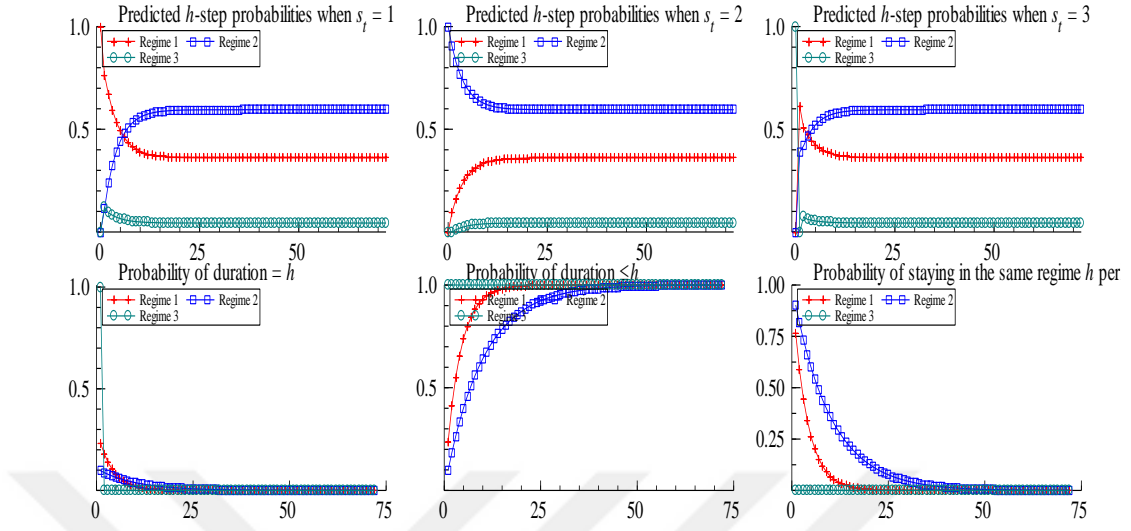 Predicted h-step probabilities when s_t = 1
1.0
Regime 1 Regime 2
Regime 3
0.5
0 25 50
Predicted h-step probabilities when s_t = 2
1.0
Regime 1 Regime 2
Regime 3
0.5
0 25 50
Predicted h-step probabilities when s_t = 3
1.0
Regime 1 Regime 2
Regime 3
0.5
0 25 50
Probability of duration = h
1.0
Regime 1 Regime 2
Regime 3
0.5
0 25 50 75
Probability of duration ≤ h
1.0
Regime 1 Regime 2
Regime 3
0.5
0 25 50 75
Probability of staying in the same regime h per
1.00
Regime 1 Regime 2
Regime 3
0.75
0.50
0.25
0 25 50 75